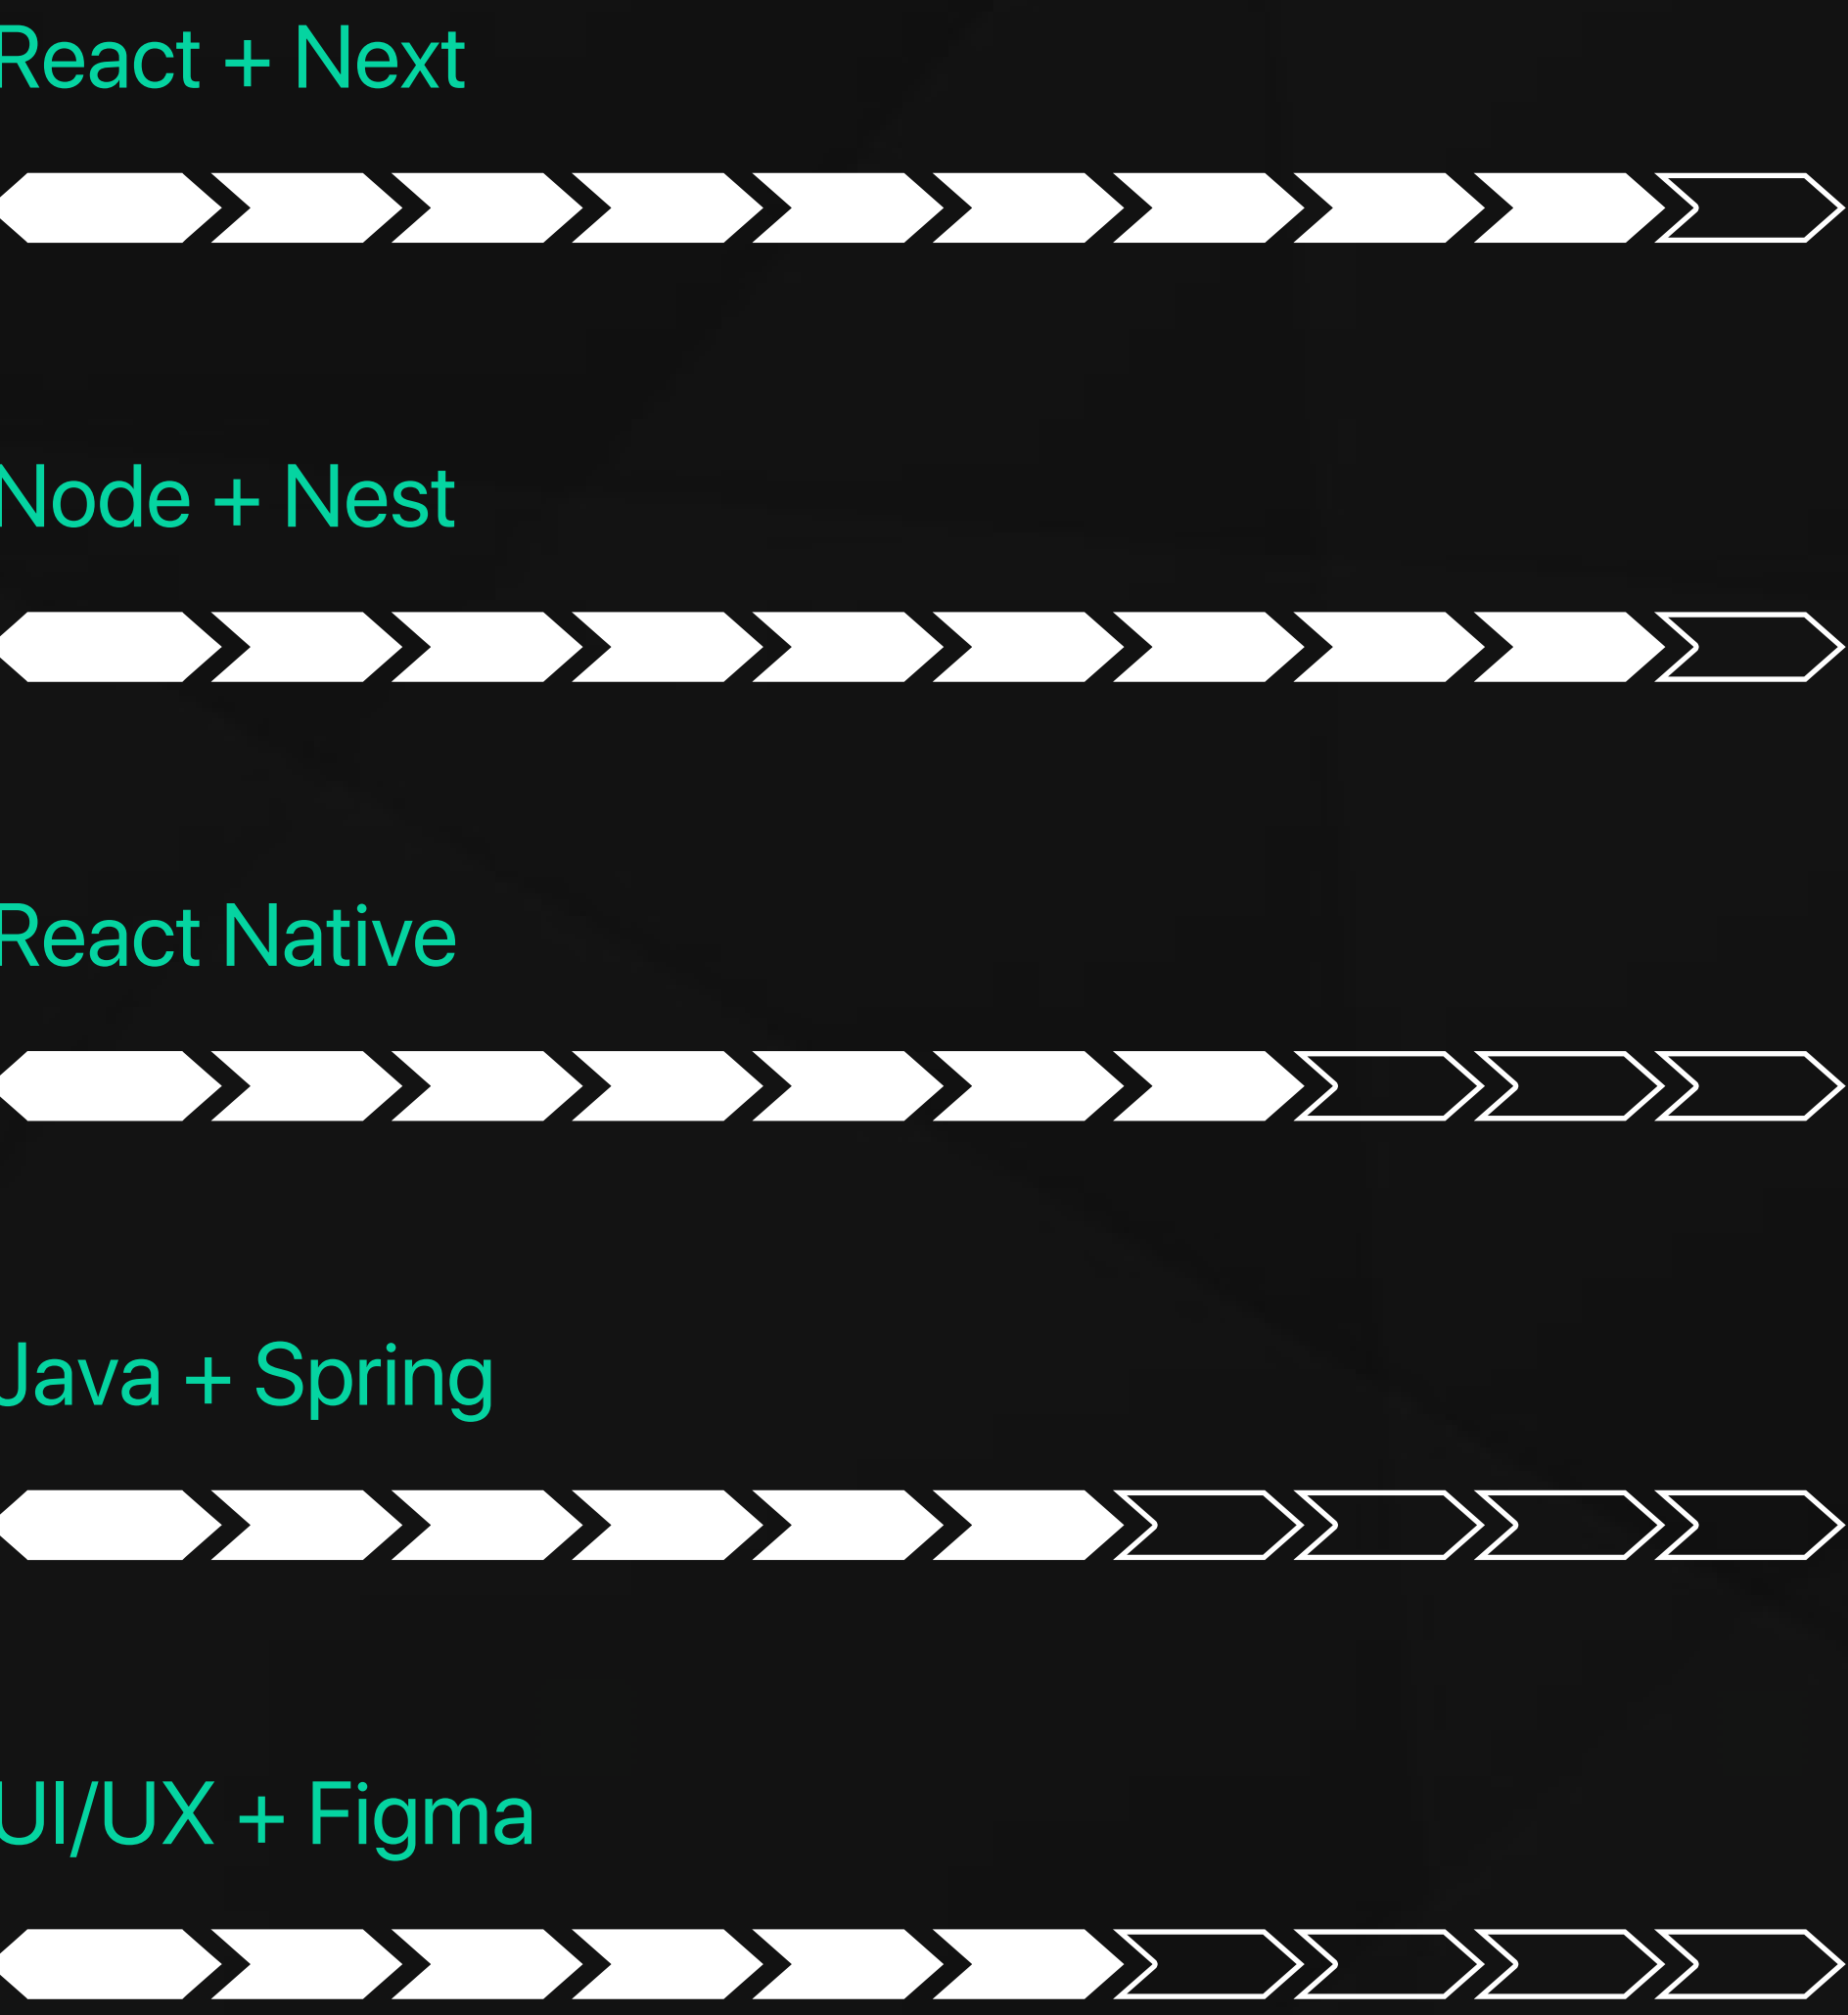 React + Next
Node + Nest
React Native
Java + Spring
UI/UX + Figma